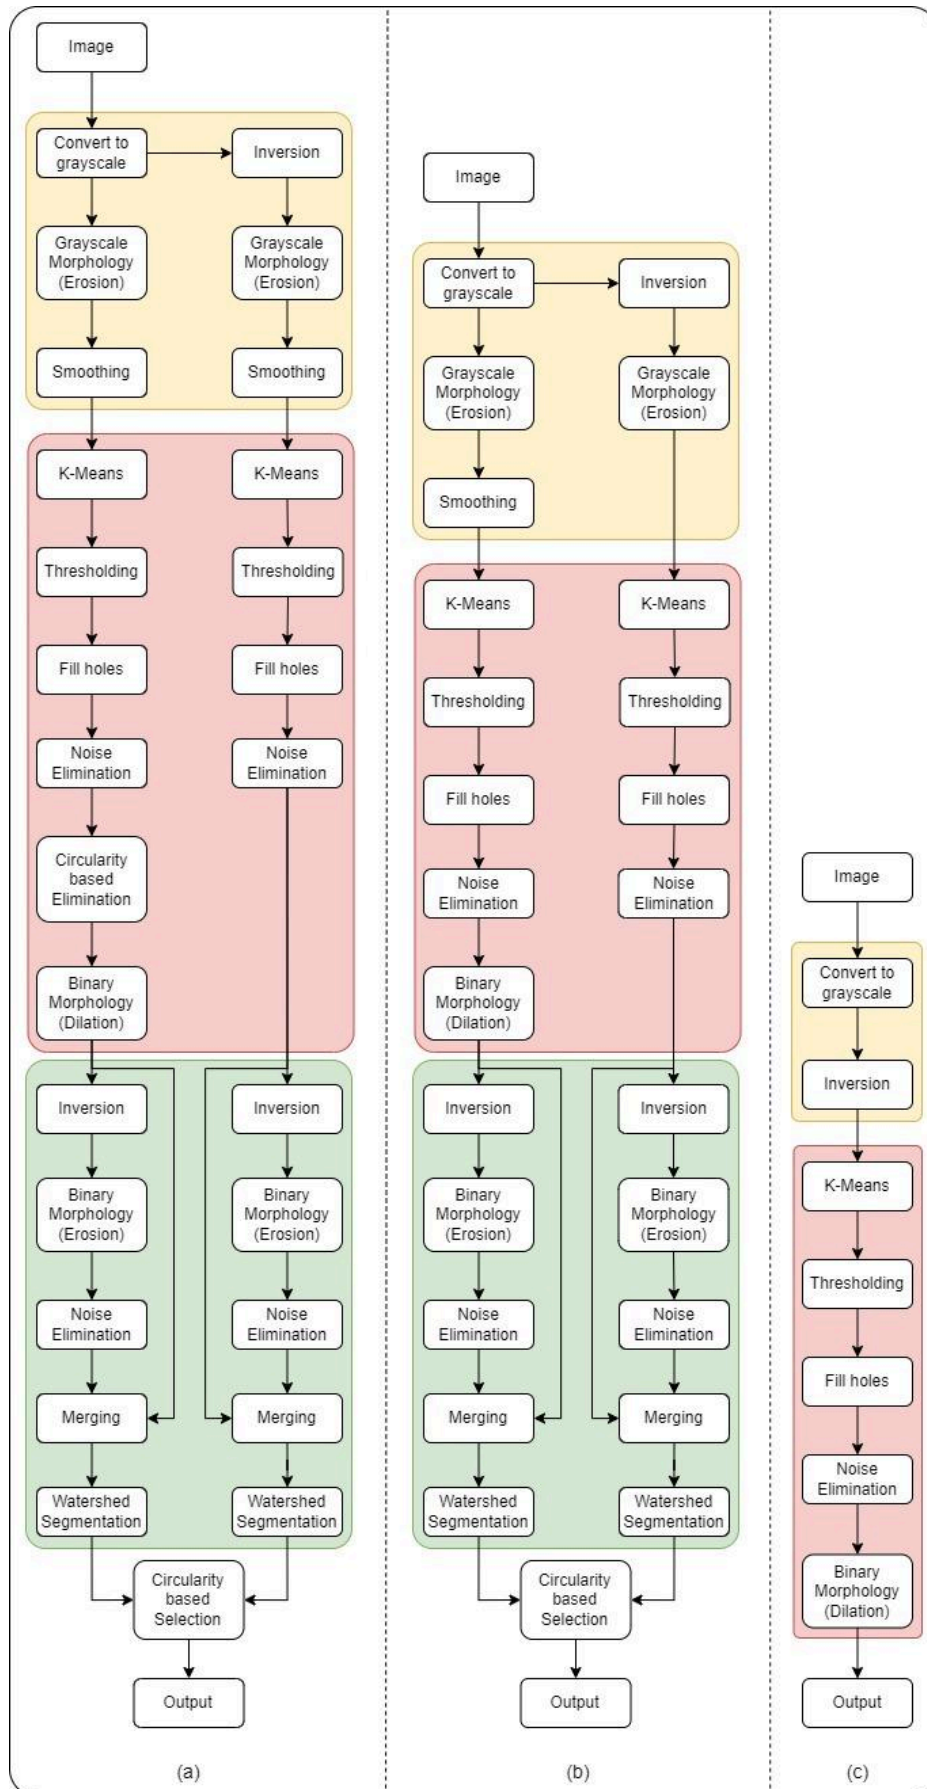 Image
Convert to
grayscale
Inversion
Grayscale
Morphology
(Erosion)
Grayscale
Morphology
(Erosion)
Smoothing
Smoothing
K-Means
K-Means
Thresholding
Thresholding
Fill holes
Fill holes
Noise
Elimination
Noise
Elimination
Circularity
based
Elimination
Binary
Morphology
(Dilation)
Inversion
Inversion
Binary
Morphology
(Erosion)
Binary
Morphology
(Erosion)
Noise
Elimination
Noise
Elimination
Merging
Merging
Watershed
Segmentation
Watershed
Segmentation
Circularity
based
Selection
Output
(a)
Image
Convert to
grayscale
Inversion
Grayscale
Morphology
(Erosion)
Grayscale
Morphology
(Erosion)
Smoothing
K-Means
K-Means
Thresholding
Thresholding
Fill holes
Fill holes
Noise
Elimination
Noise
Elimination
Binary
Morphology
(Dilation)
Inversion
Inversion
Binary
Morphology
(Erosion)
Binary
Morphology
(Erosion)
Noise
Elimination
Noise
Elimination
Merging
Merging
Watershed
Segmentation
Watershed
Segmentation
Circularity
based
Selection
Output
(b)
Image
Convert to
grayscale
Inversion
K-Means
Thresholding
Fill holes
Noise
Elimination
Binary
Morphology
(Dilation)
Output
(c)